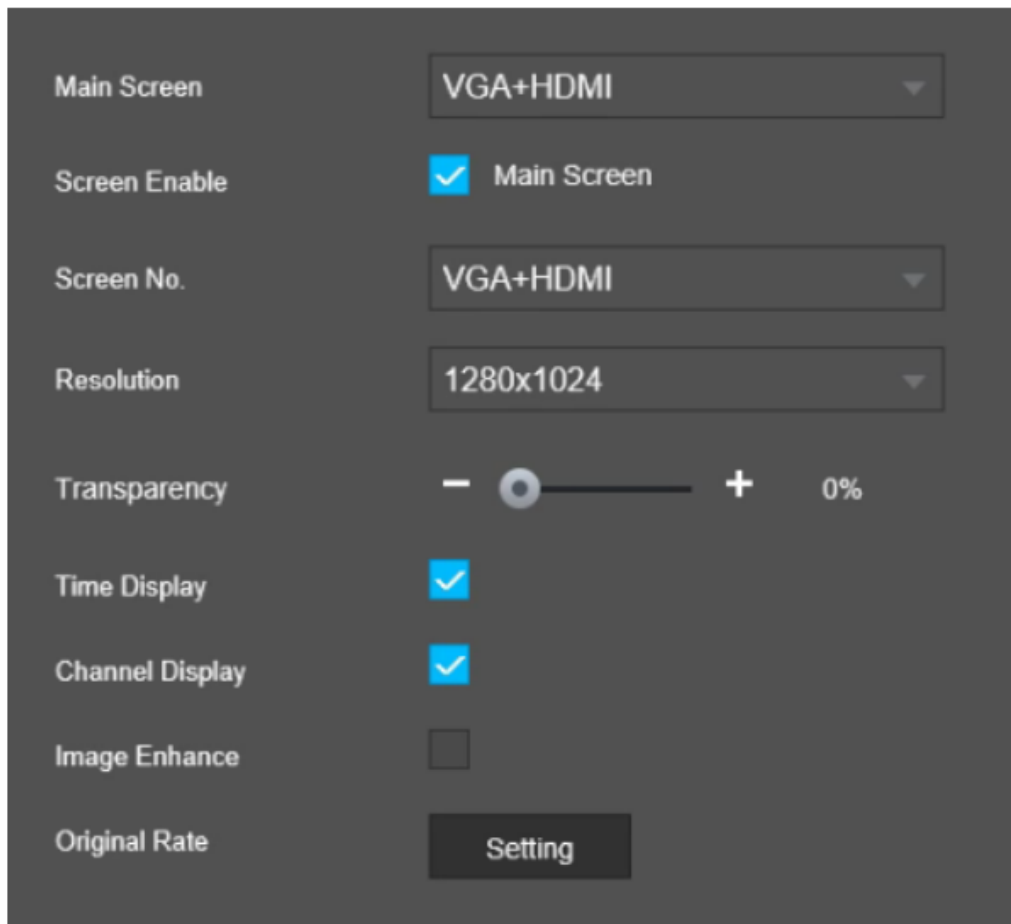 Main Screen VGA+HDMI
Screen Enable Main Screen
Screen No. VGA+HDMI
Resolution 1280x1024
Transparency − + 0%
Time Display
Channel Display
Image Enhance
Original Rate Setting